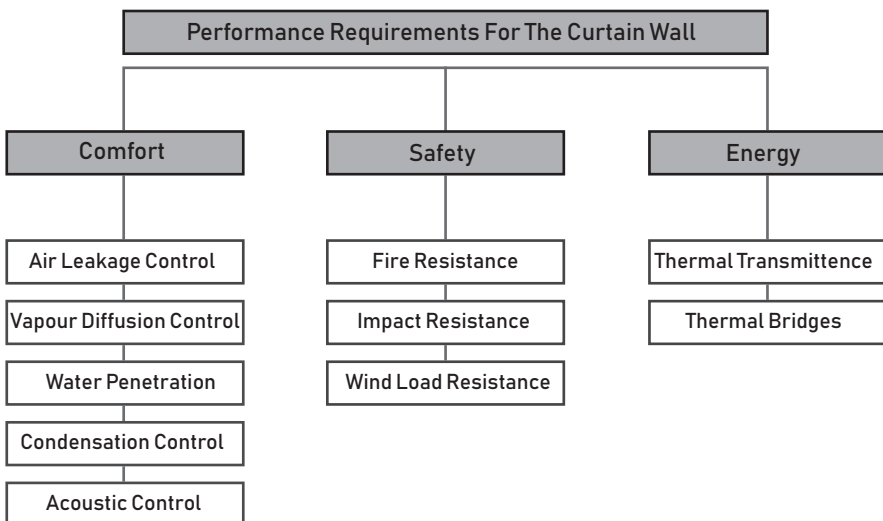 Performance Requirements For The Curtain Wall
Comfort
Air Leakage Control
Vapour Diffusion Control
Water Penetration
Condensation Control
Acoustic Control
Safety
Fire Resistance
Impact Resistance
Wind Load Resistance
Energy
Thermal Transmittence
Thermal Bridges